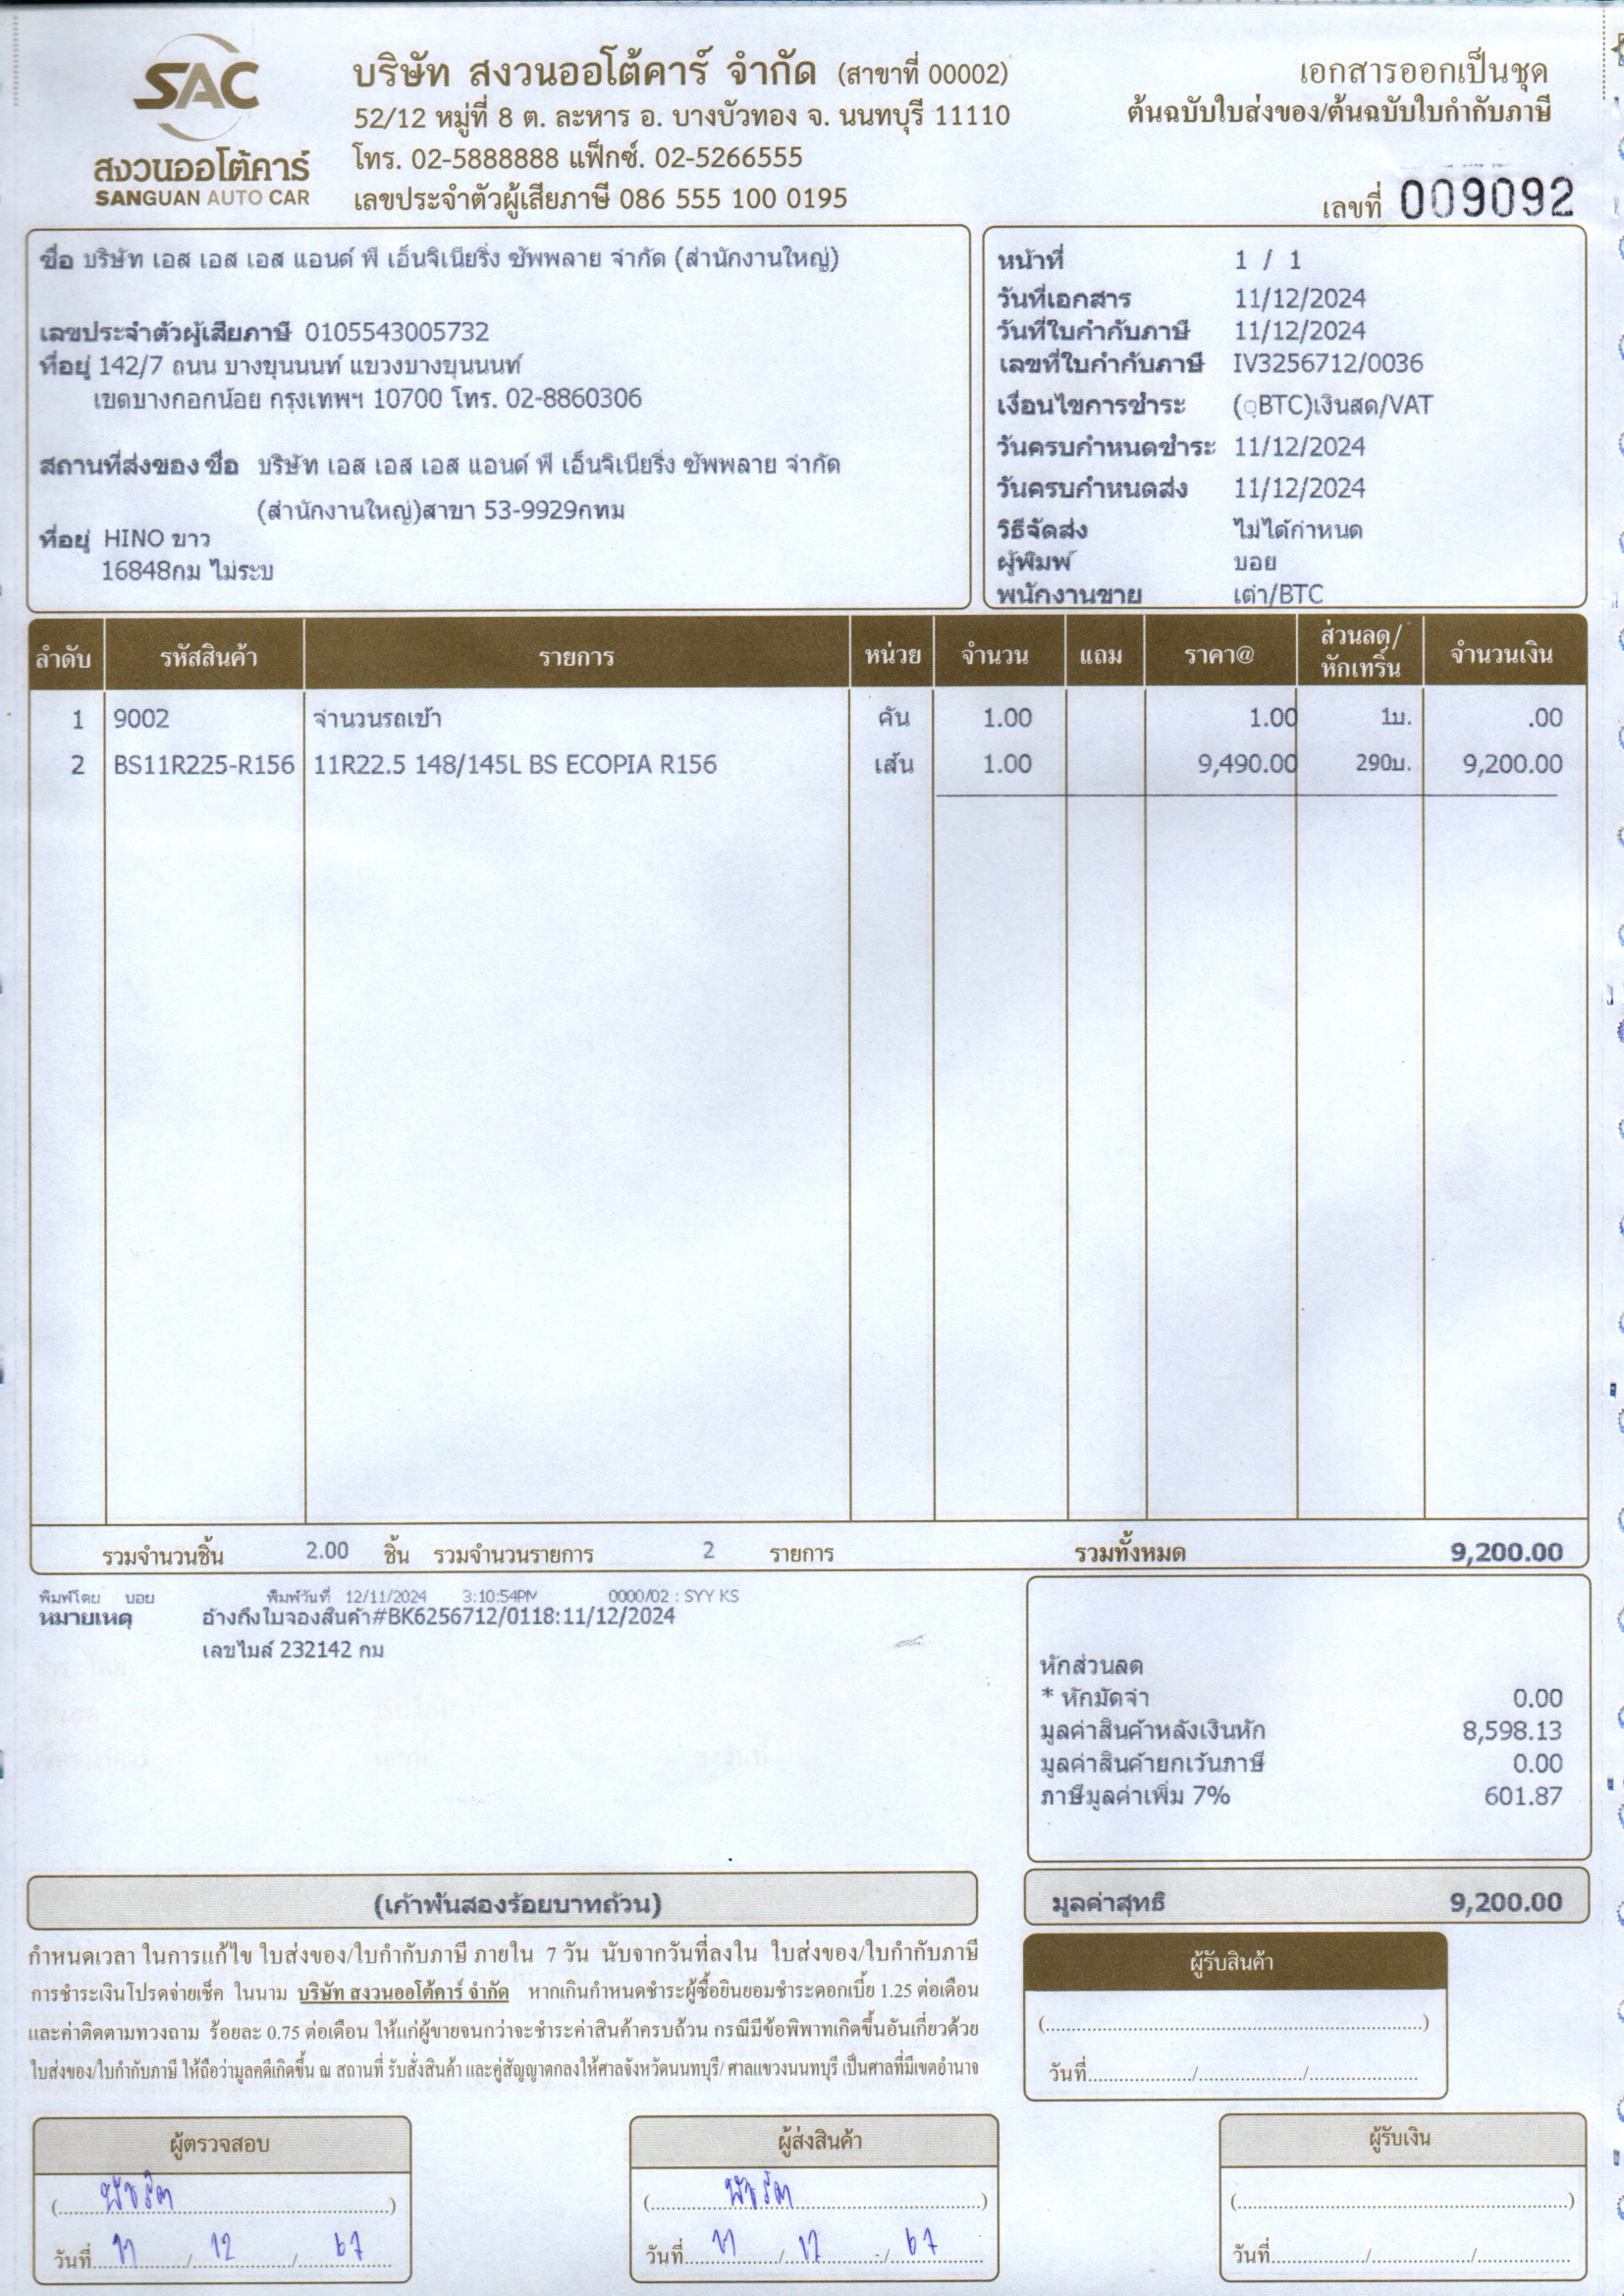 SAC
สงวนออโต้คาร์
SANGUAN AUTO CAR
บริษัท สงวนออโต้คาร์ จำกัด (สาขาที่ 00002)
52/12 หมู่ที่ 8 ต. ละหาร อ. บางบัวทอง จ. นนทบุรี 11110
โทร. 02-5888888 แฟ็กซ์. 02-5266555
เลขประจำตัวผู้เสียภาษี 086 555 100 0195
เอกสารออกเป็นชุด
ต้นฉบับใบส่งของ/ต้นฉบับใบกำกับภาษี
เลขที่ 009092
ชื่อ บริษัท เอส เอส เอส แอนด์ พี เอ็นจิเนียริ่ง ซัพพลาย จำกัด (สำนักงานใหญ่)
เลขประจำตัวผู้เสียภาษี 0105543005732
ที่อยู่ 142/7 ถนน บางขุนนนท์ แขวงบางขุนนนท์
เขตบางกอกน้อย กรุงเทพฯ 10700 โทร. 02-8860306
สถานที่ส่งของ ชื่อ บริษัท เอส เอส เอส แอนด์ พี เอ็นจิเนียริ่ง ซัพพลาย จำกัด
(สำนักงานใหญ่)สาขา 53-9929กทม
ที่อยู่ HINO ขาว
16848กม ไม่ระบ
หน้าที่ 1 / 1
วันที่เอกสาร 11/12/2024
วันที่ใบกำกับภาษี 11/12/2024
เลขที่ใบกำกับภาษี IV3256712/0036
เงื่อนไขการชำระ (ฺBTC)เงินสด/VAT
วันครบกำหนดชำระ 11/12/2024
วันครบกำหนดส่ง 11/12/2024
วิธีจัดส่ง ไม่ได้กำหนด
ผู้พิมพ์ บอย
พนักงานขาย เต่า/BTC
ลำดับ รหัสสินค้า รายการ หน่วย จำนวน แถม ราคา@ ส่วนลด/หักเทริ์น จำนวนเงิน
1 9002 จำนวนรถเข้า คัน 1.00 1.00 1บ. .00
2 BS11R225-R156 11R22.5 148/145L BS ECOPIA R156 เส้น 1.00 9,490.00 290บ. 9,200.00
รวมจำนวนชิ้น 2.00 ชิ้น รวมจำนวนรายการ 2 รายการ รวมทั้งหมด 9,200.00
พิมพ์โดย บอย พิมพ์วันที่ 12/11/2024 3:10:54PM 0000/02 : SYY KS
หมายเหตุ อ้างถึงใบจองสินค้า#BK6256712/0118:11/12/2024
เลขไมล์ 232142 กม
หักส่วนลด
* หักมัดจำ 0.00
มูลค่าสินค้าหลังเงินหัก 8,598.13
มูลค่าสินค้ายกเว้นภาษี 0.00
ภาษีมูลค่าเพิ่ม 7% 601.87
(เก้าพันสองร้อยบาทถ้วน)
มูลค่าสุทธิ 9,200.00
กำหนดเวลา ในการแก้ไข ใบส่งของ/ใบกำกับภาษี ภายใน 7 วัน นับจากวันที่ลงใน ใบส่งของ/ใบกำกับภาษี
การชำระเงินโปรดจ่ายเช็ค ในนาม บริษัท สงวนออโต้คาร์ จำกัด หากเกินกำหนดชำระผู้ซื้อยินยอมชำระดอกเบี้ย 1.25 ต่อเดือน
และค่าติดตามทวงถาม ร้อยละ 0.75 ต่อเดือน ให้แก่ผู้ขายจนกว่าจะชำระค่าสินค้าครบถ้วน กรณีมีข้อพิพาทเกิดขึ้นอันเกี่ยวด้วย
ใบส่งของ/ใบกำกับภาษี ให้ถือว่ามูลคดีเกิดขึ้น ณ สถานที่ รับสั่งสินค้า และคู่สัญญาตกลงให้ศาลจังหวัดนนทบุรี/ ศาลแขวงนนทบุรี เป็นศาลที่มีเขตอำนาจ
ผู้รับสินค้า
(....................)
วันที่......../......../........
ผู้ตรวจสอบ
วันที่ 11 / 12 / 67
ผู้ส่งสินค้า
วันที่ 11 / 12 / 67
ผู้รับเงิน
(....................)
วันที่......../......../........